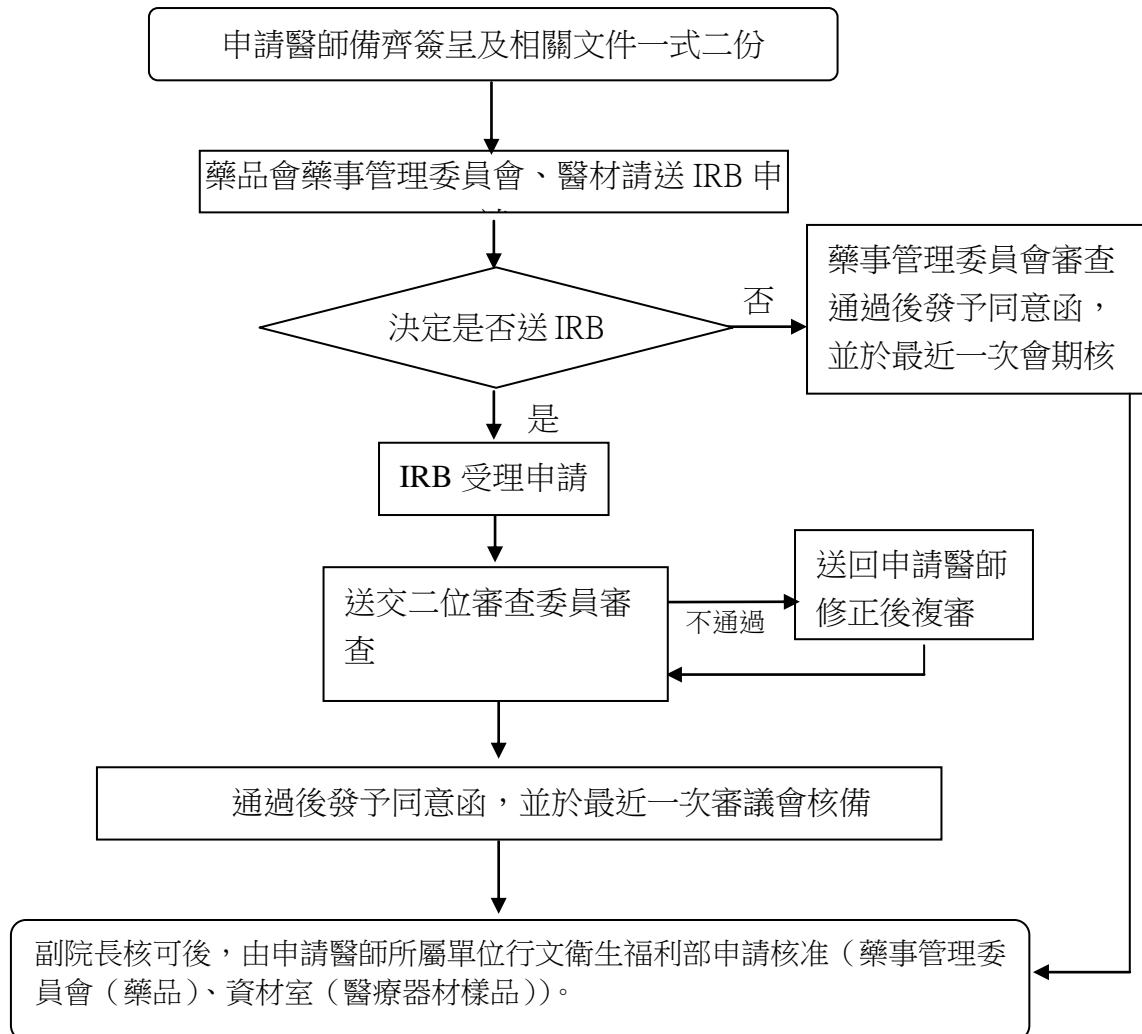 申請醫師備齊簽呈及相關文件一式二份
藥品會藥事管理委員會、醫材請送 IRB 申
決定是否送 IRB
否
藥事管理委員會審查
通過後發予同意函，
並於最近一次會期核
是
IRB 受理申請
送交二位審查委員審
查
不通過
送回申請醫師
修正後複審
通過後發予同意函，並於最近一次審議會核備
副院長核可後，由申請醫師所屬單位行文衛生福利部申請核准（藥事管理委
員會（藥品）、資材室（醫療器材樣品））。